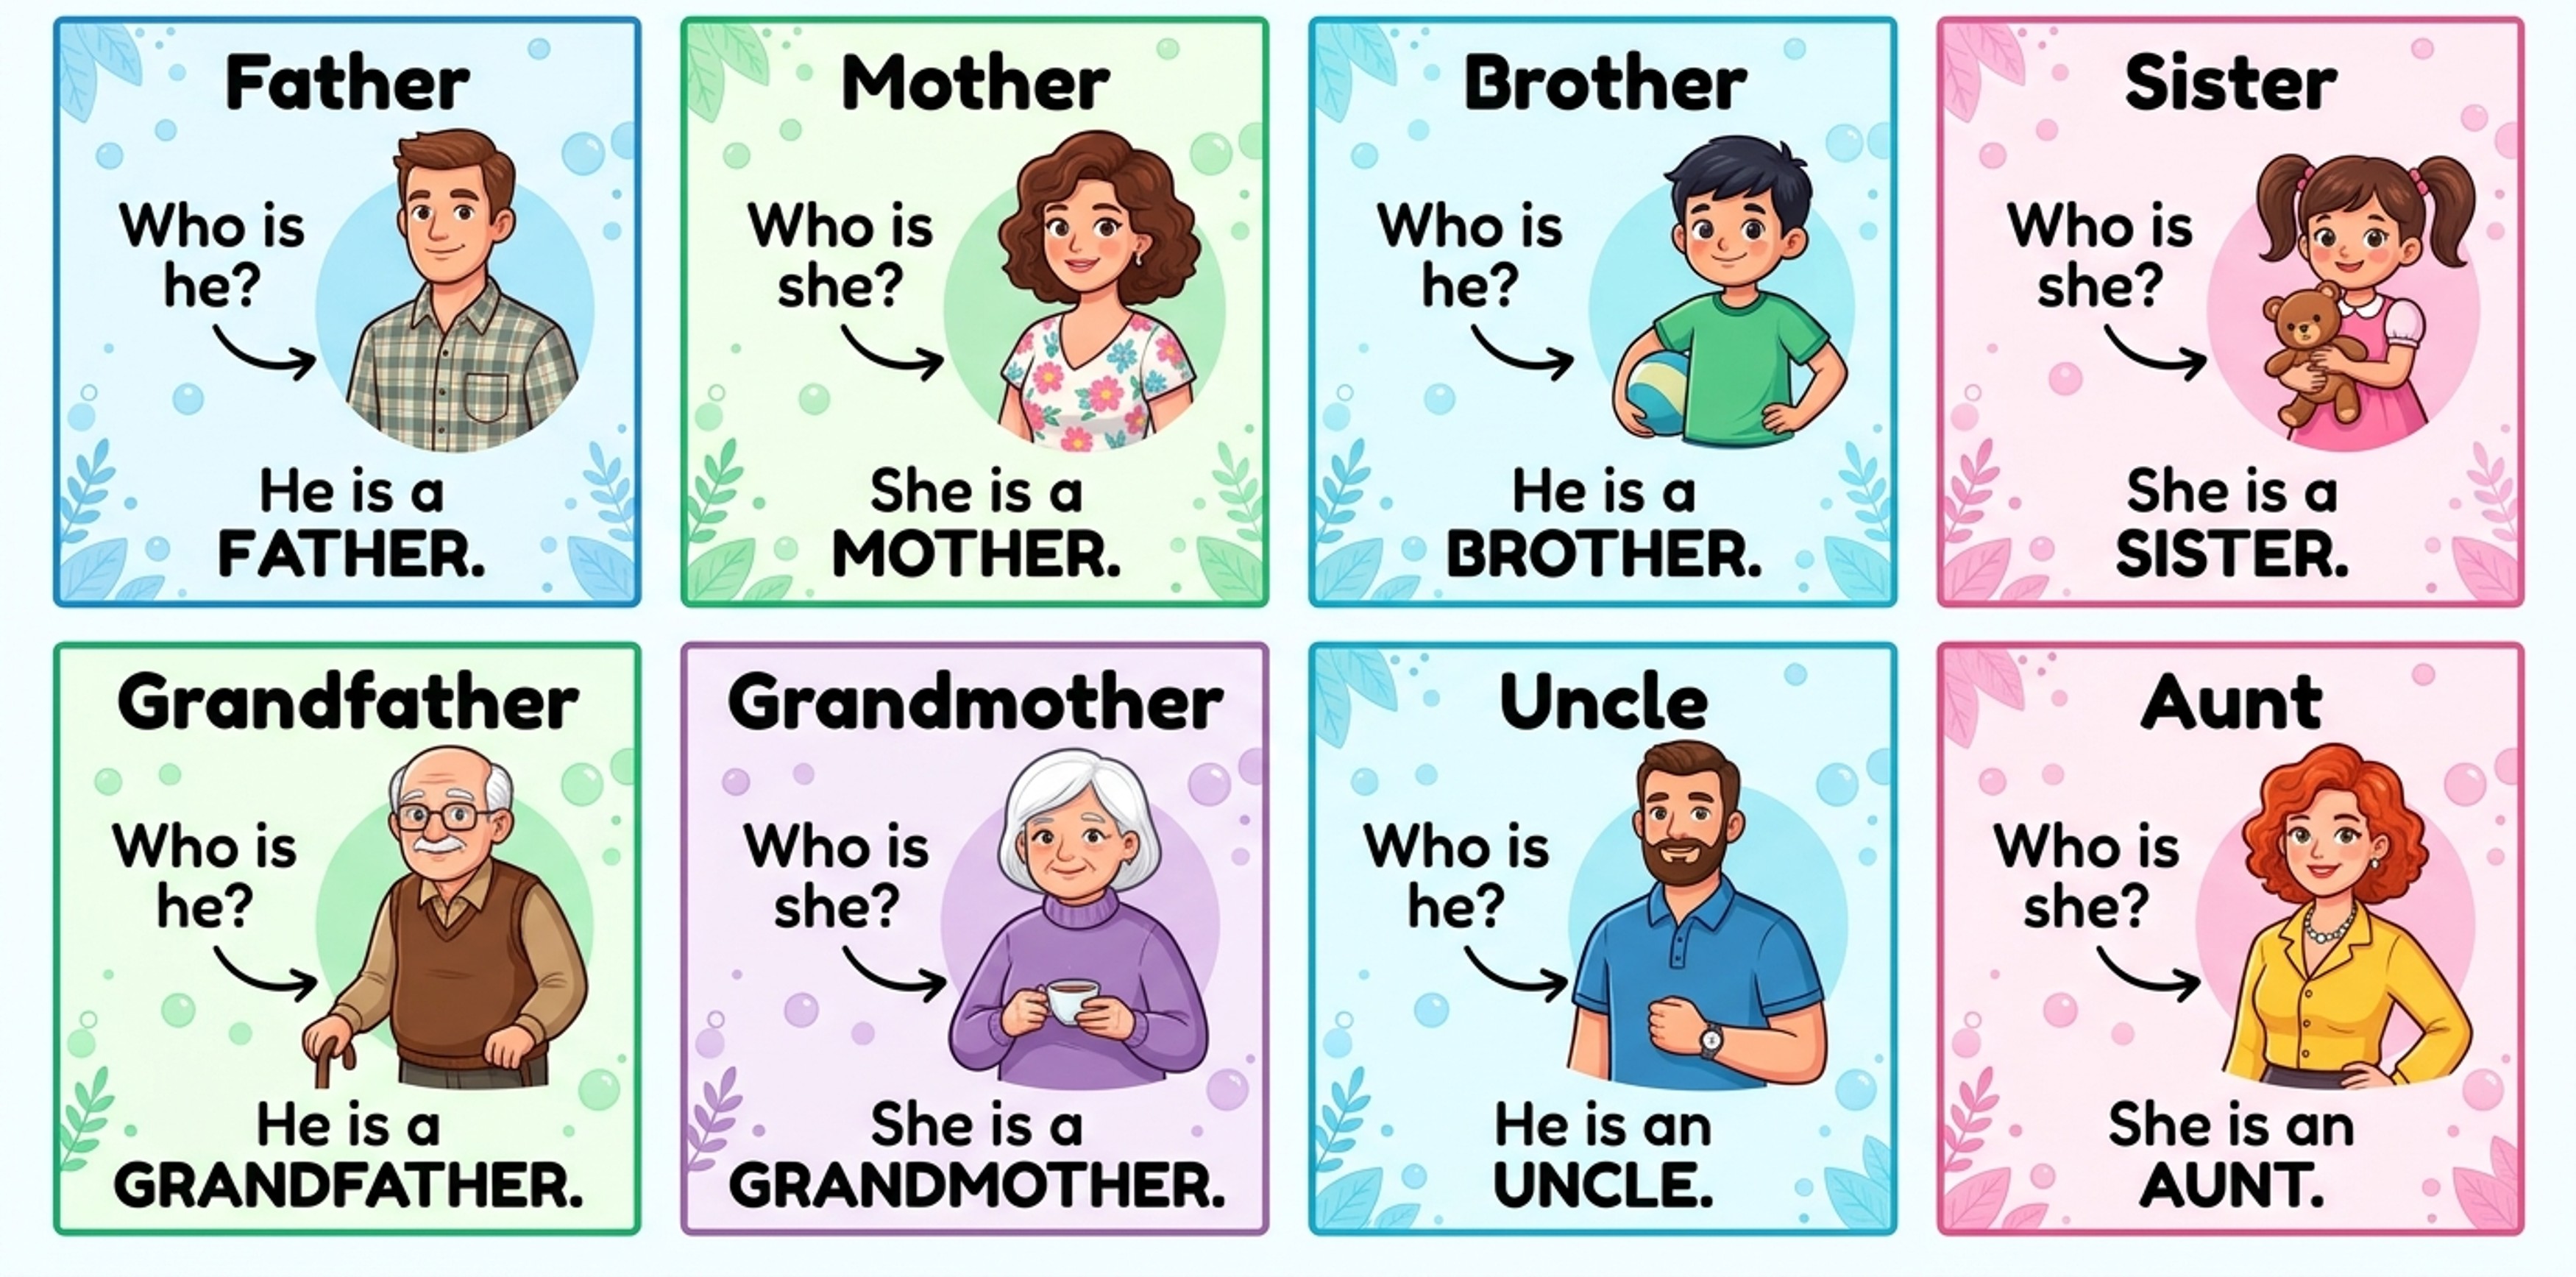 Father
Who is
he?
He is a
FATHER.
Mother
Who is
she?
She is a
MOTHER.
Brother
Who is
he?
He is a
BROTHER.
Sister
Who is
she?
She is a
SISTER.
Grandfather
Who is
he?
He is a
GRANDFATHER.
Grandmother
Who is
she?
She is a
GRANDMOTHER.
Uncle
Who is
he?
He is an
UNCLE.
Aunt
Who is
she?
She is an
AUNT.